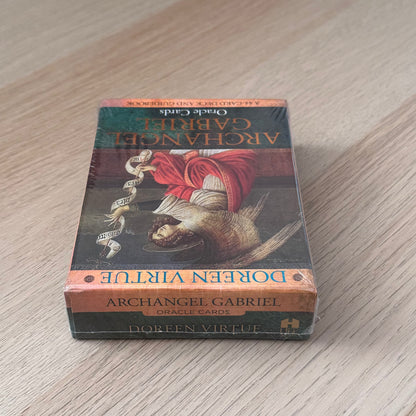 ARCHANGEL
GABRIEL
Oracle Cards
A 44-CARD DECK AND GUIDEBOOK
DOREEN VIRTUE
ARCHANGEL GABRIEL
ORACLE CARDS
DOREEN VIRTUE